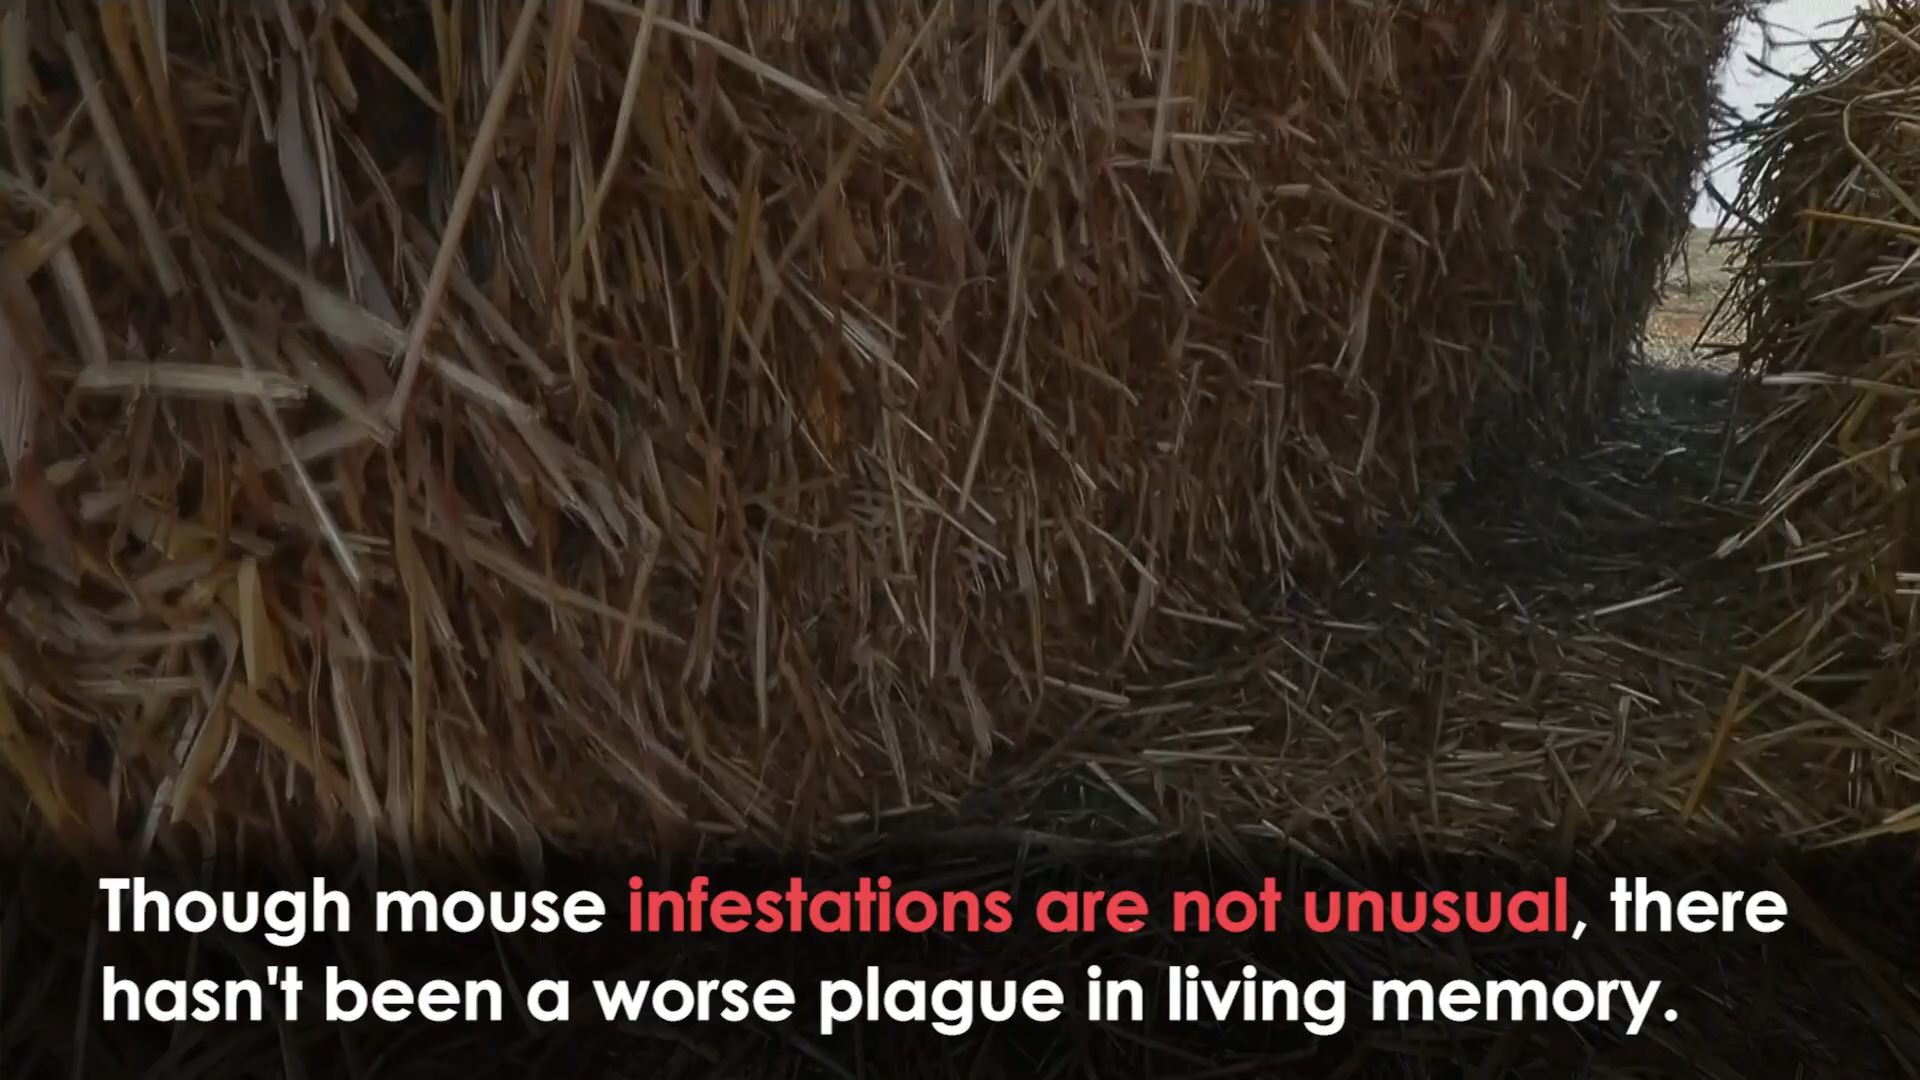 Though mouse infestations are not unusual, there
hasn't been a worse plague in living memory.